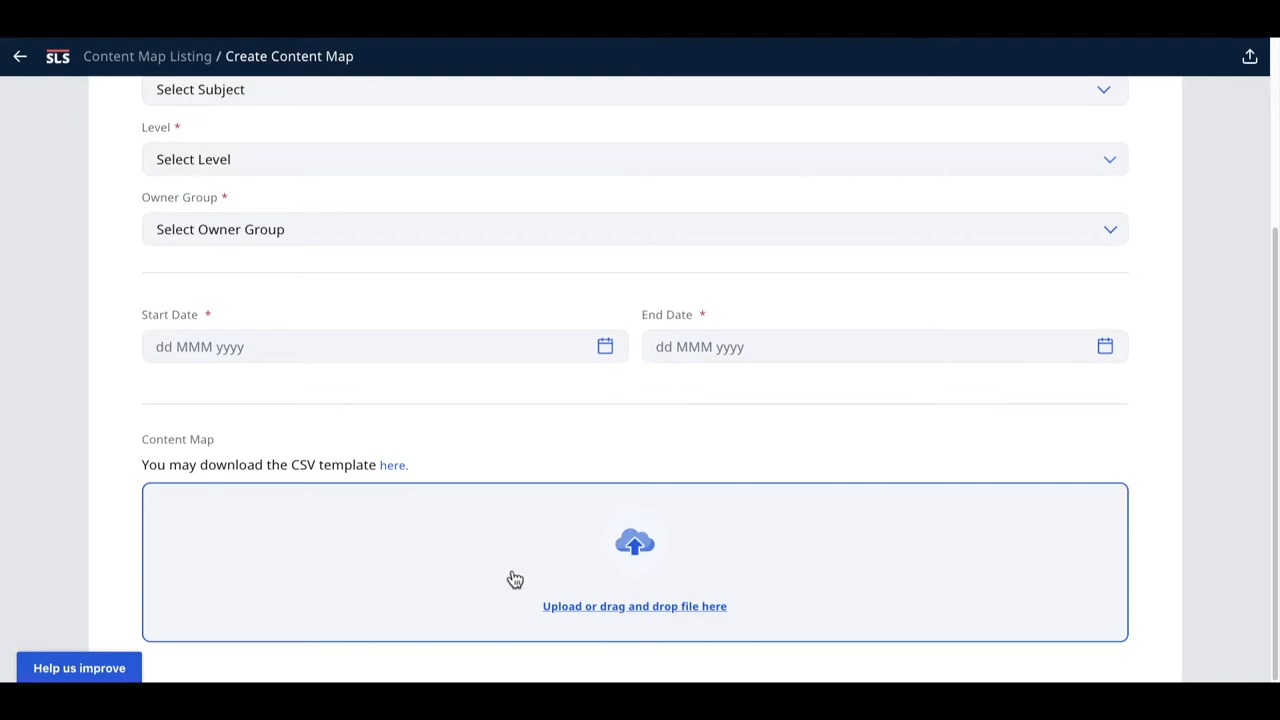 SLS Content Map Listing / Create Content Map
Select Subject
Level *
Select Level
Owner Group *
Select Owner Group
Start Date * End Date *
dd MMM yyyy dd MMM yyyy
Content Map
You may download the CSV template here.
Upload or drag and drop file here
Help us improve